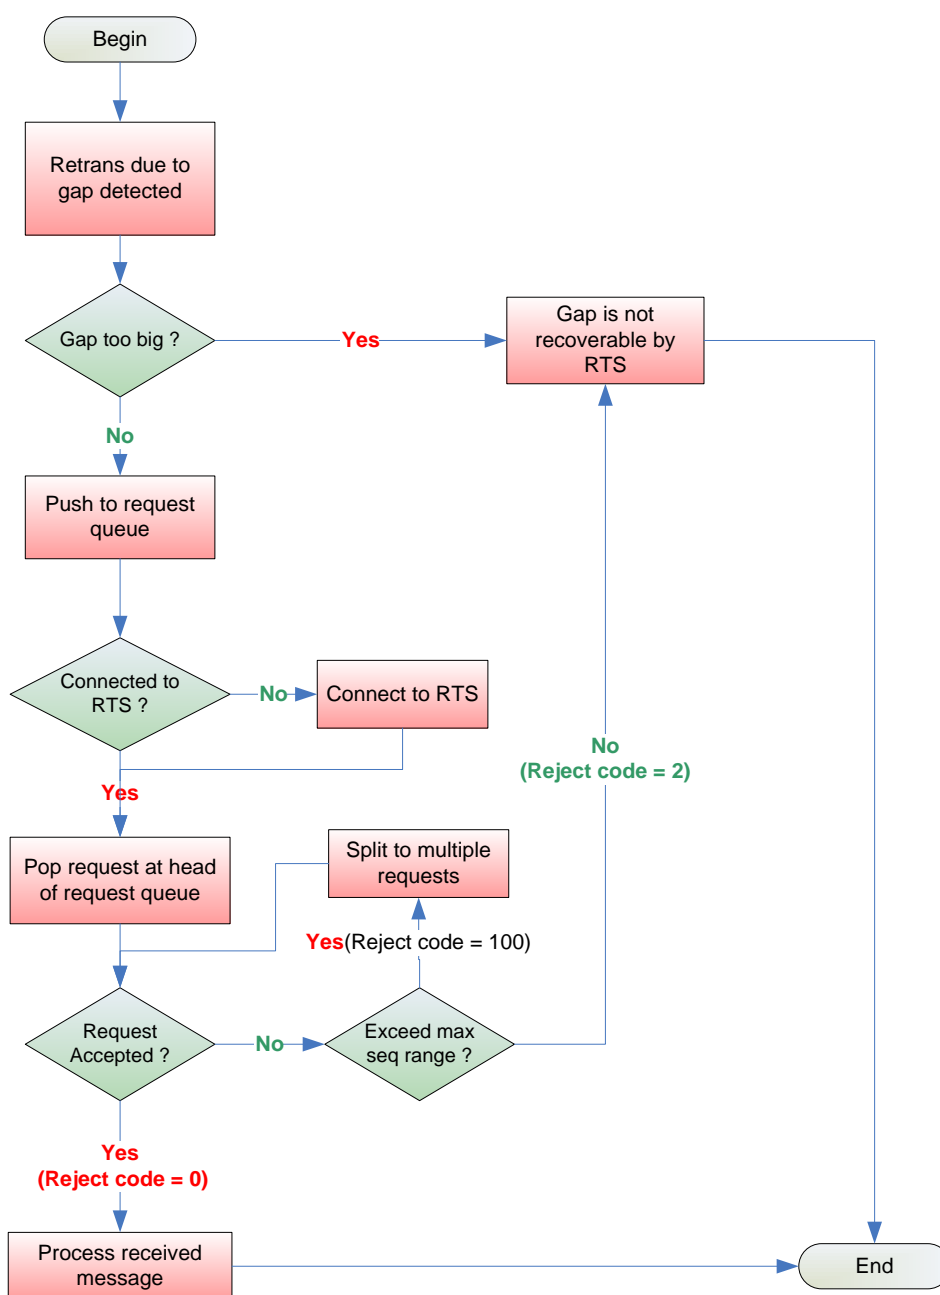 Begin
Retrans due to
gap detected
Gap too big ?
Yes
Gap is not
recoverable by
RTS
No
Push to request
queue
Connected to
RTS ?
No
Connect to RTS
Yes
No
(Reject code = 2)
Pop request at head
of request queue
Split to multiple
requests
Yes(Reject code = 100)
Request
Accepted ?
No
Exceed max
seq range ?
Yes
(Reject code = 0)
Process received
message
End